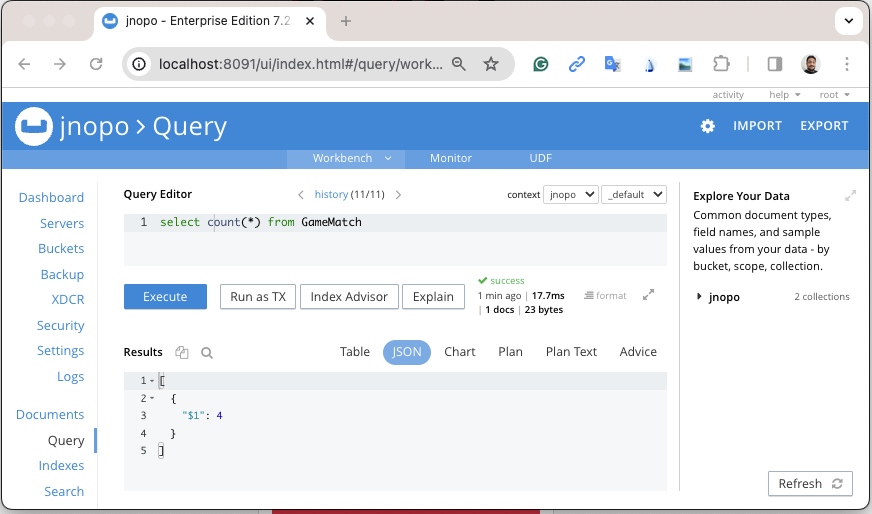 jnopo - Enterprise Edition 7.2
localhost:8091/ui/index.html#/query/work...
activity help root
jnopo > Query
IMPORT EXPORT
Workbench Monitor UDF
Dashboard
Servers
Buckets
Backup
XDCR
Security
Settings
Logs
Documents
Query
Indexes
Search
Query Editor
history (11/11)
context jnopo _default
1 select count(*) from GameMatch
Execute
Run as TX
Index Advisor
Explain
success
1 min ago | 17.7ms
| 1 docs | 23 bytes
format
Results
Table JSON Chart Plan Plan Text Advice
1 [
2 {
3 "$1": 4
4 }
5 ]
Explore Your Data
Common document types,
field names, and sample
values from your data - by
bucket, scope, collection.
jnopo 2 collections
Refresh